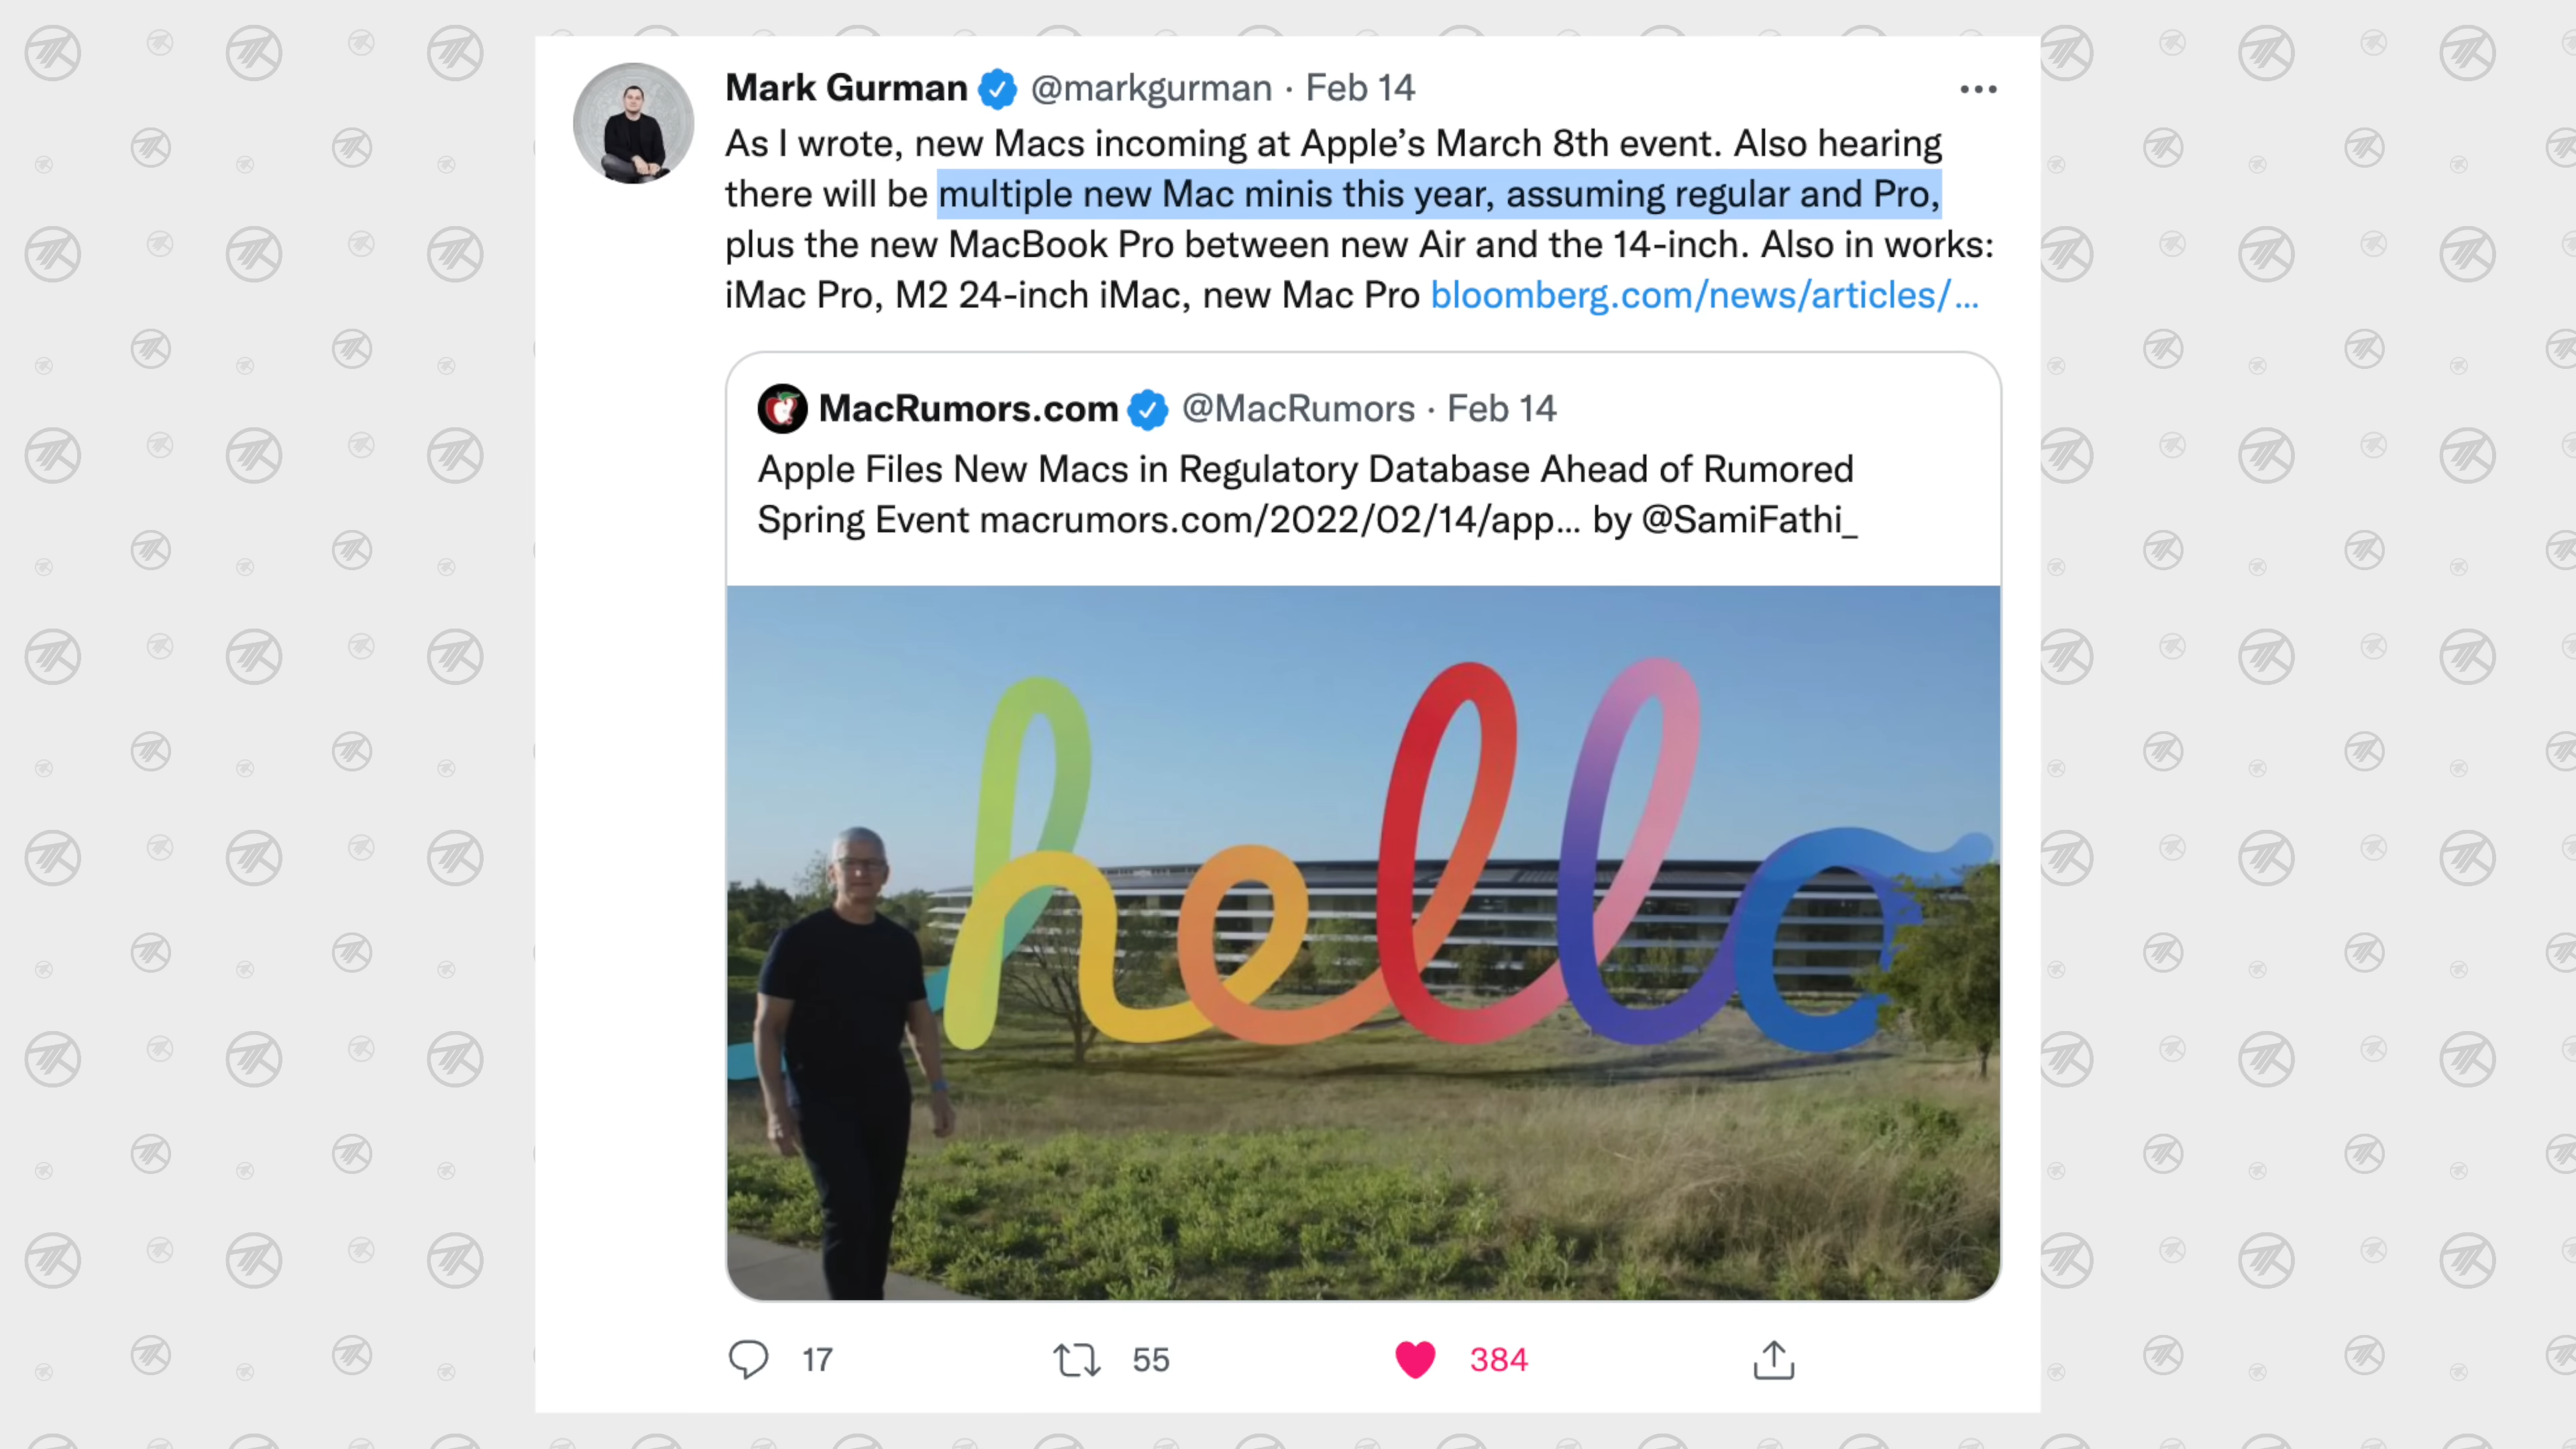 Mark Gurman @markgurman · Feb 14
As I wrote, new Macs incoming at Apple’s March 8th event. Also hearing
there will be multiple new Mac minis this year, assuming regular and Pro,
plus the new MacBook Pro between new Air and the 14-inch. Also in works:
iMac Pro, M2 24-inch iMac, new Mac Pro bloomberg.com/news/articles/…
MacRumors.com @MacRumors · Feb 14
Apple Files New Macs in Regulatory Database Ahead of Rumored
Spring Event macrumors.com/2022/02/14/app… by @SamiFathi_
hello
17 55 384